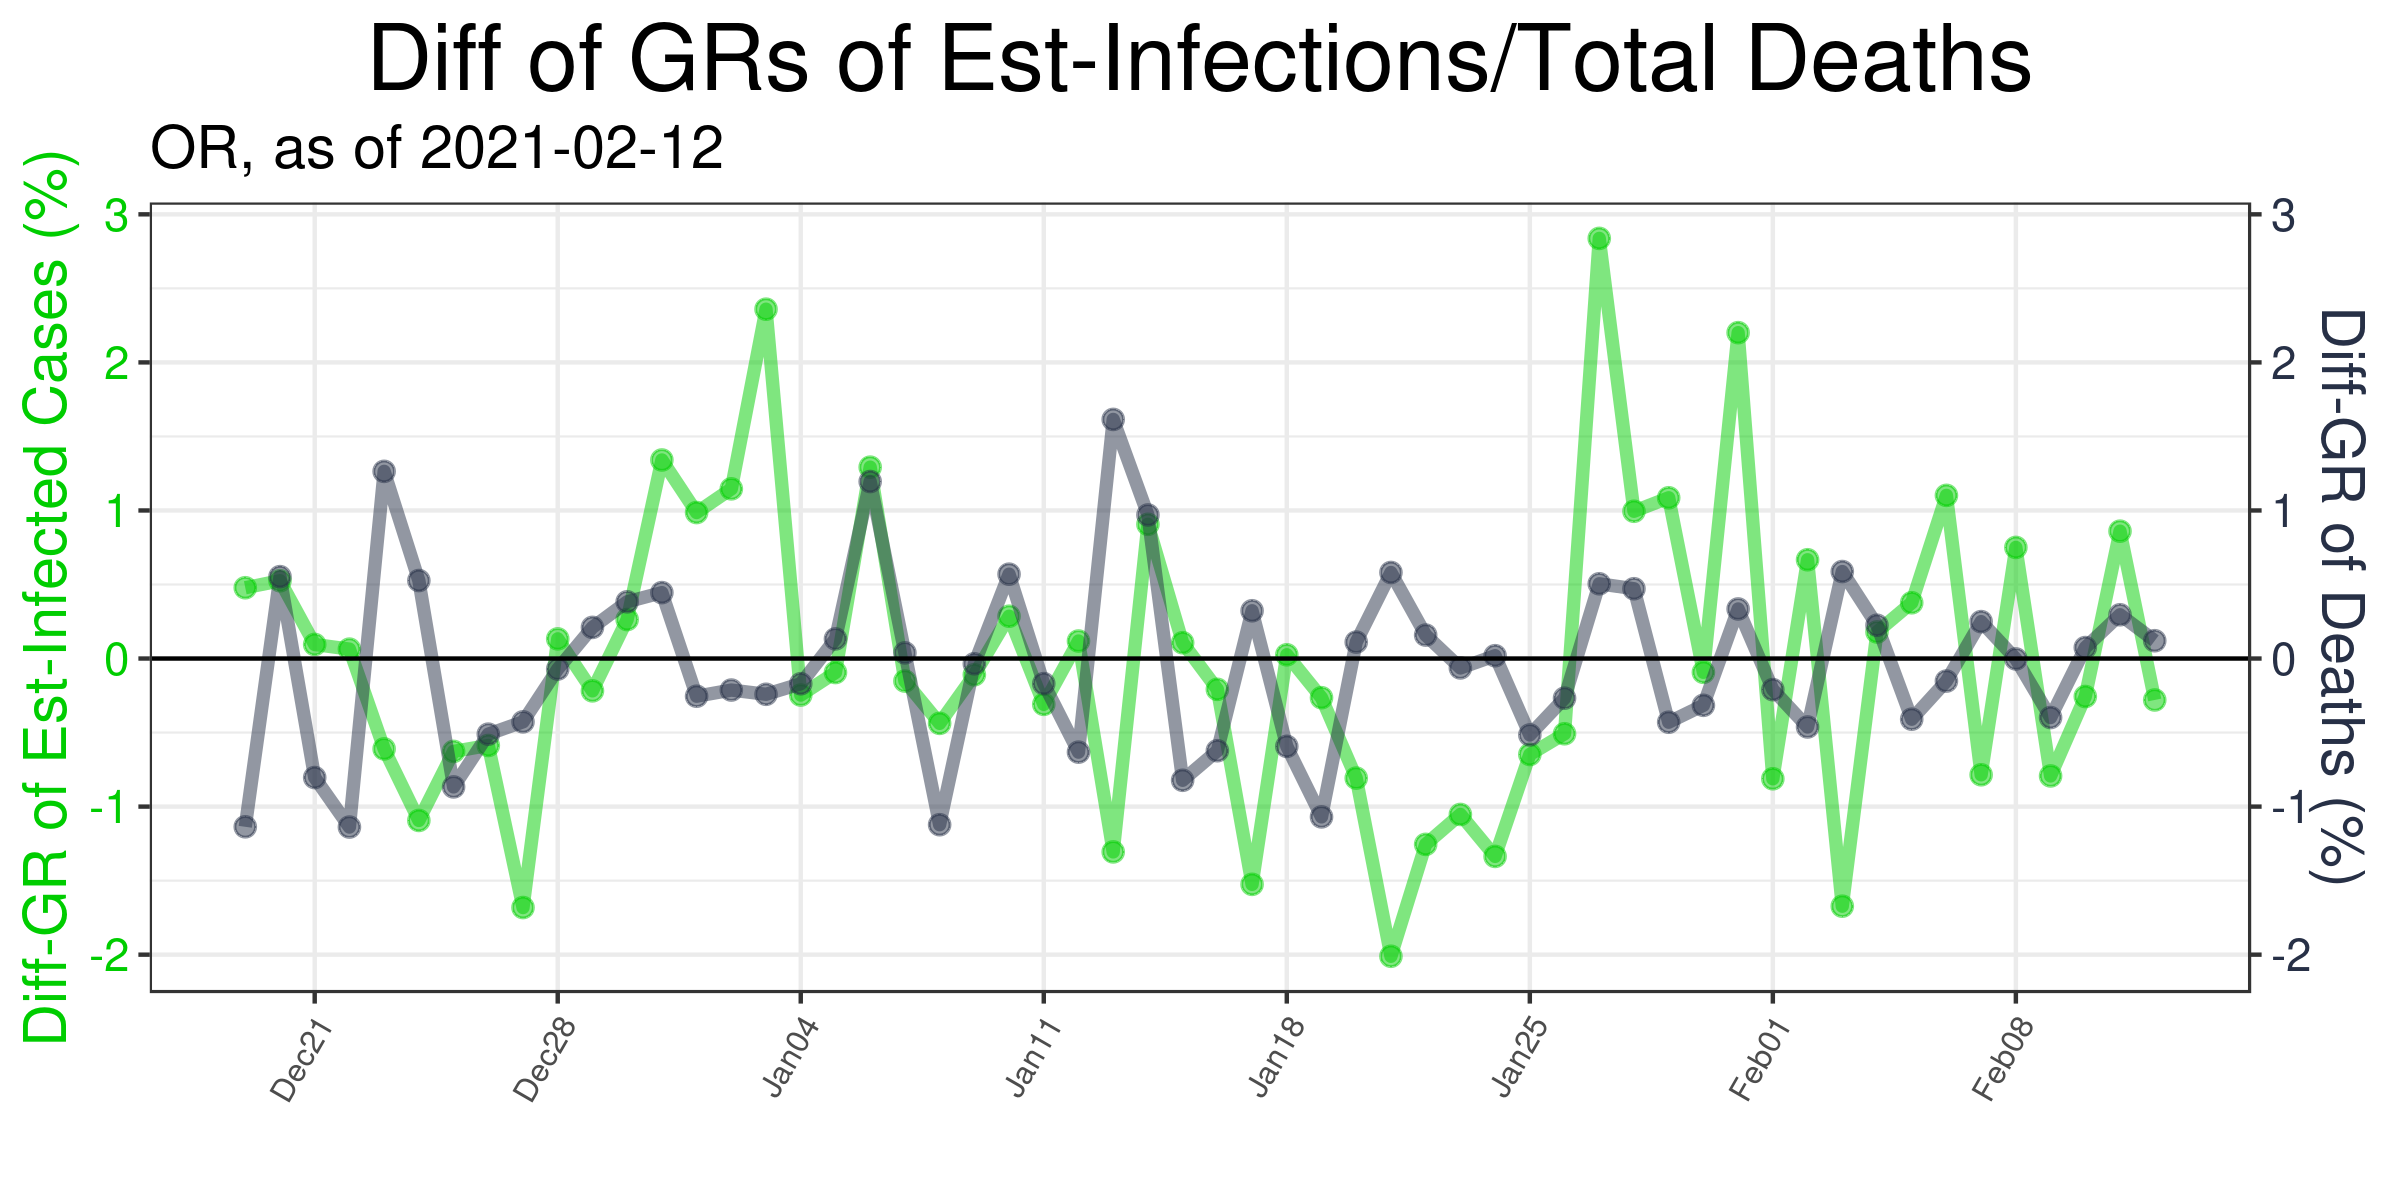 Diff of GRs of Est-Infections/Total Deaths
OR, as of 2021-02-12
Diff-GR of Est-Infected Cases (%)
3
2
1
0
-1
-2
3
2
1
0
-1
-2
Diff-GR of Deaths (%)
Dec21
Dec28
Jan04
Jan11
Jan18
Jan25
Feb01
Feb08